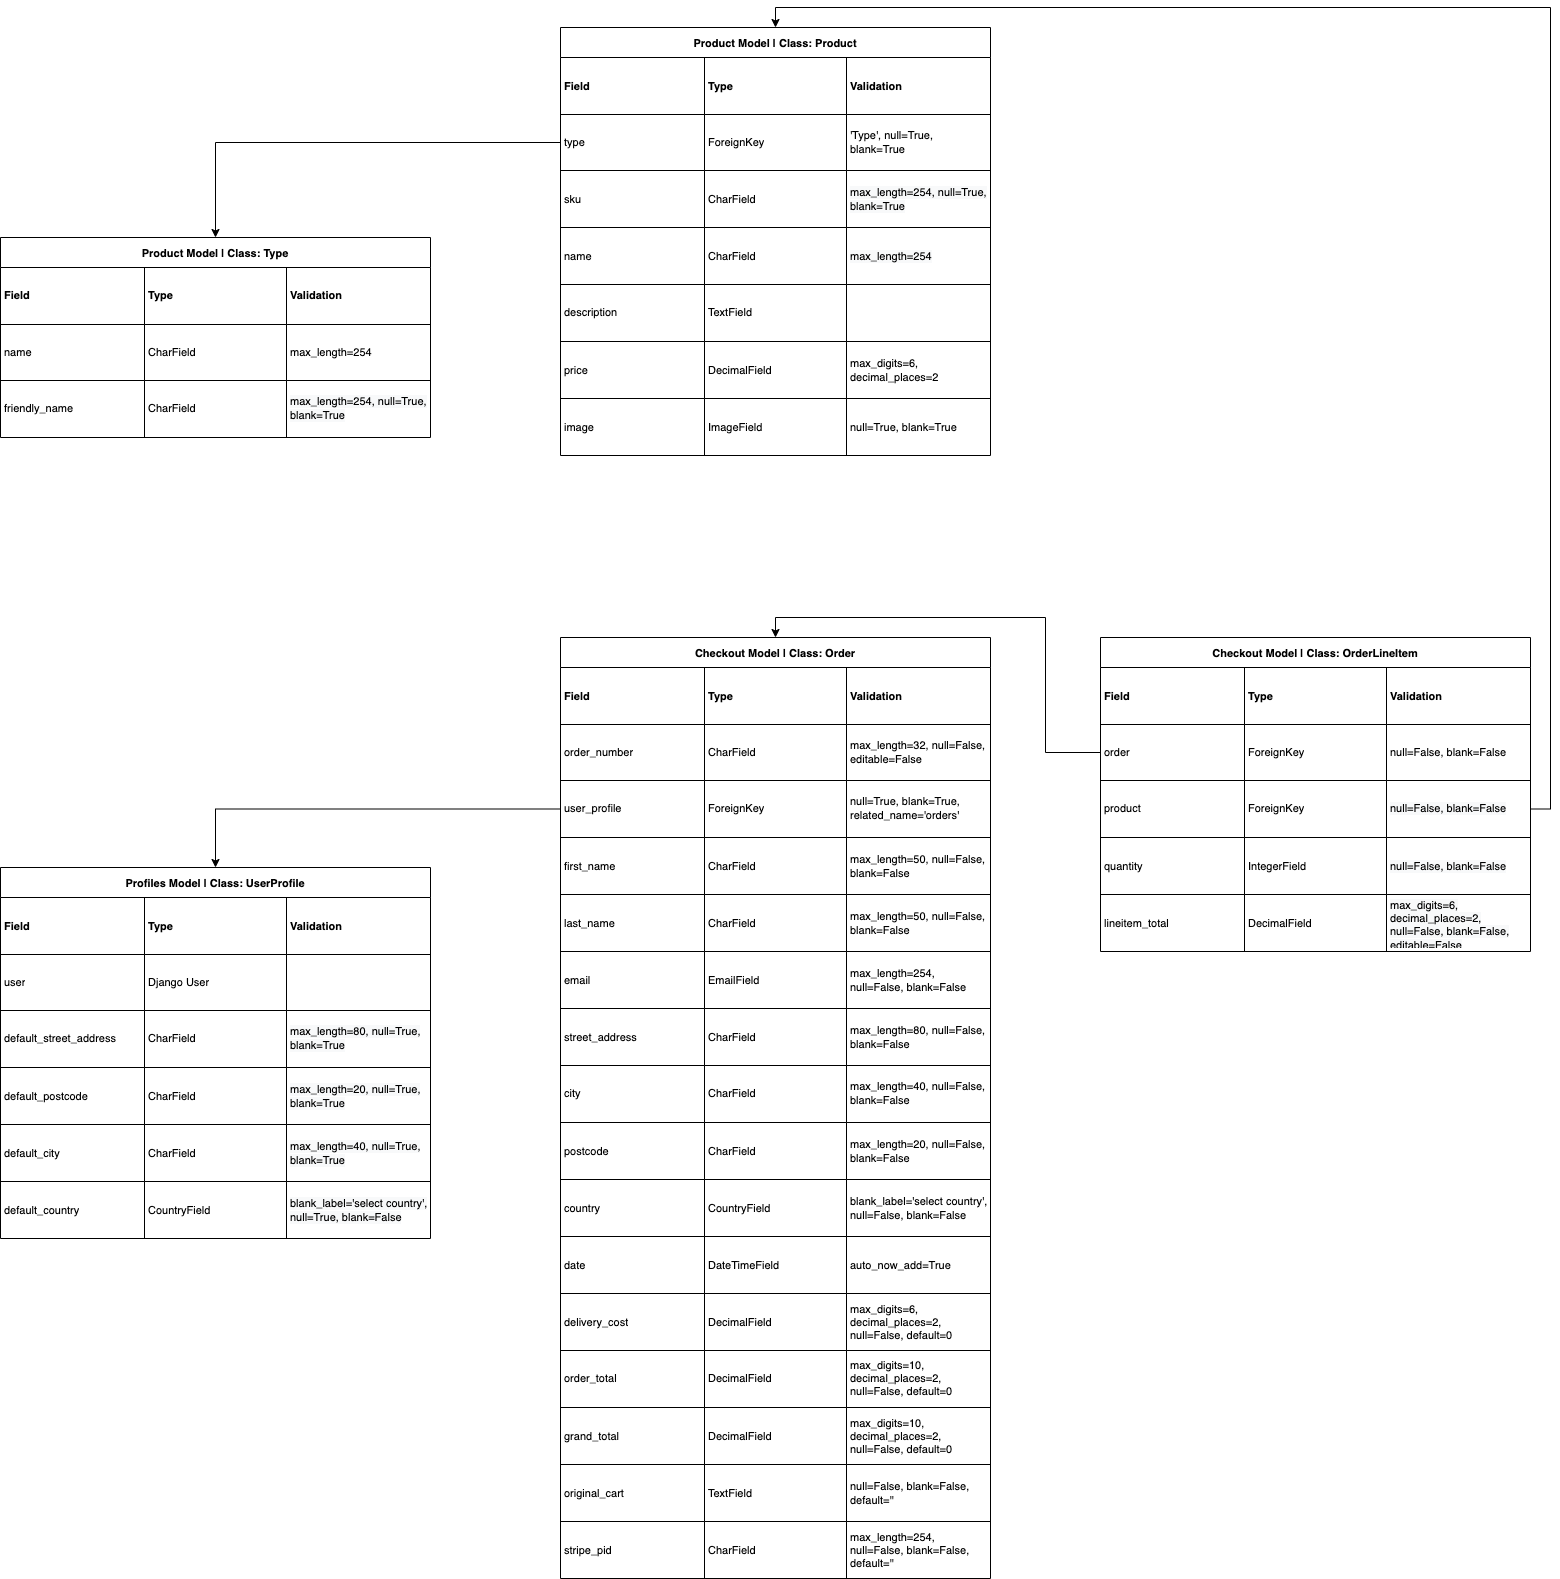 Product Model | Class: Product
Field Type Validation
type ForeignKey 'Type', null=True,
blank=True
sku CharField max_length=254, null=True,
blank=True
name CharField max_length=254
description TextField
price DecimalField max_digits=6,
decimal_places=2
image ImageField null=True, blank=True
Product Model | Class: Type
Field Type Validation
name CharField max_length=254
friendly_name CharField max_length=254, null=True,
blank=True
Checkout Model | Class: Order
Field Type Validation
order_number CharField max_length=32, null=False,
editable=False
user_profile ForeignKey null=True, blank=True,
related_name='orders'
first_name CharField max_length=50, null=False,
blank=False
last_name CharField max_length=50, null=False,
blank=False
email EmailField max_length=254,
null=False, blank=False
street_address CharField max_length=80, null=False,
blank=False
city CharField max_length=40, null=False,
blank=False
postcode CharField max_length=20, null=False,
blank=False
country CountryField blank_label='select country',
null=False, blank=False
date DateTimeField auto_now_add=True
delivery_cost DecimalField max_digits=6,
decimal_places=2,
null=False, default=0
order_total DecimalField max_digits=10,
decimal_places=2,
null=False, default=0
grand_total DecimalField max_digits=10,
decimal_places=2,
null=False, default=0
original_cart TextField null=False, blank=False,
default=''
stripe_pid CharField max_length=254,
null=False, blank=False,
default=''
Checkout Model | Class: OrderLineItem
Field Type Validation
order ForeignKey null=False, blank=False
product ForeignKey null=False, blank=False
quantity IntegerField null=False, blank=False
lineitem_total DecimalField max_digits=6,
decimal_places=2,
null=False, blank=False,
editable=False
Profiles Model | Class: UserProfile
Field Type Validation
user Django User
default_street_address CharField max_length=80, null=True,
blank=True
default_postcode CharField max_length=20, null=True,
blank=True
default_city CharField max_length=40, null=True,
blank=True
default_country CountryField blank_label='select country',
null=True, blank=False